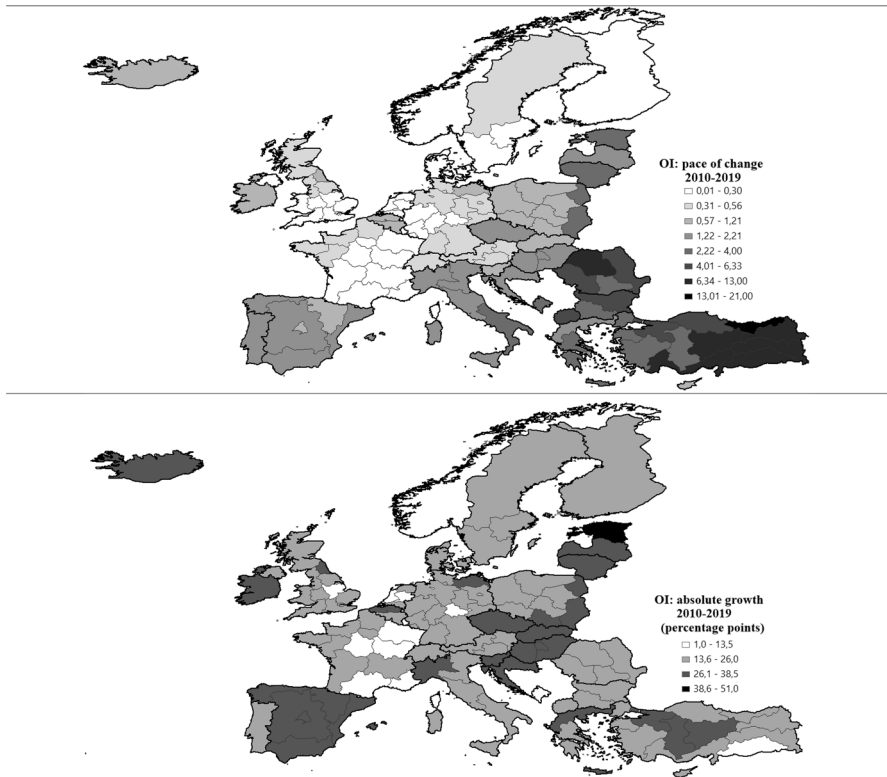 OI: pace of change
2010-2019
0,01 - 0,30
0,31 - 0,56
0,57 - 1,21
1,22 - 2,21
2,22 - 4,00
4,01 - 6,33
6,34 - 13,00
13,01 - 21,00
OI: absolute growth
2010-2019
(percentage points)
1,0 - 13,5
13,6 - 26,0
26,1 - 38,5
38,6 - 51,0